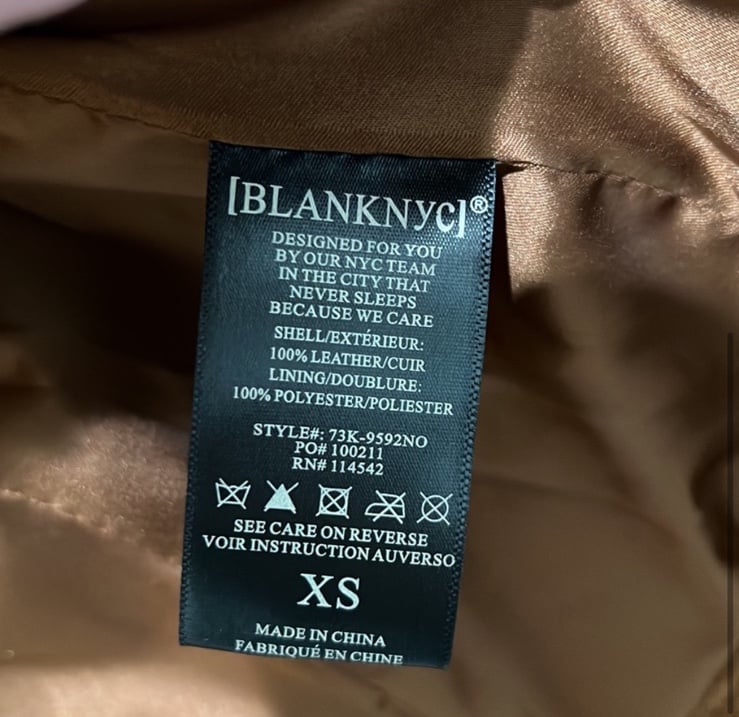 [BLANKNYC]®
DESIGNED FOR YOU
BY OUR NYC TEAM
IN THE CITY THAT
NEVER SLEEPS
BECAUSE WE CARE
SHELL/EXTÉRIEUR:
100% LEATHER/CUIR
LINING/DOUBLURE:
100% POLYESTER/POLIESTER
STYLE#: 73K-9592NO
PO# 100211
RN# 114542
SEE CARE ON REVERSE
VOIR INSTRUCTION AUVERSO
XS
MADE IN CHINA
FABRIQUÉ EN CHINE